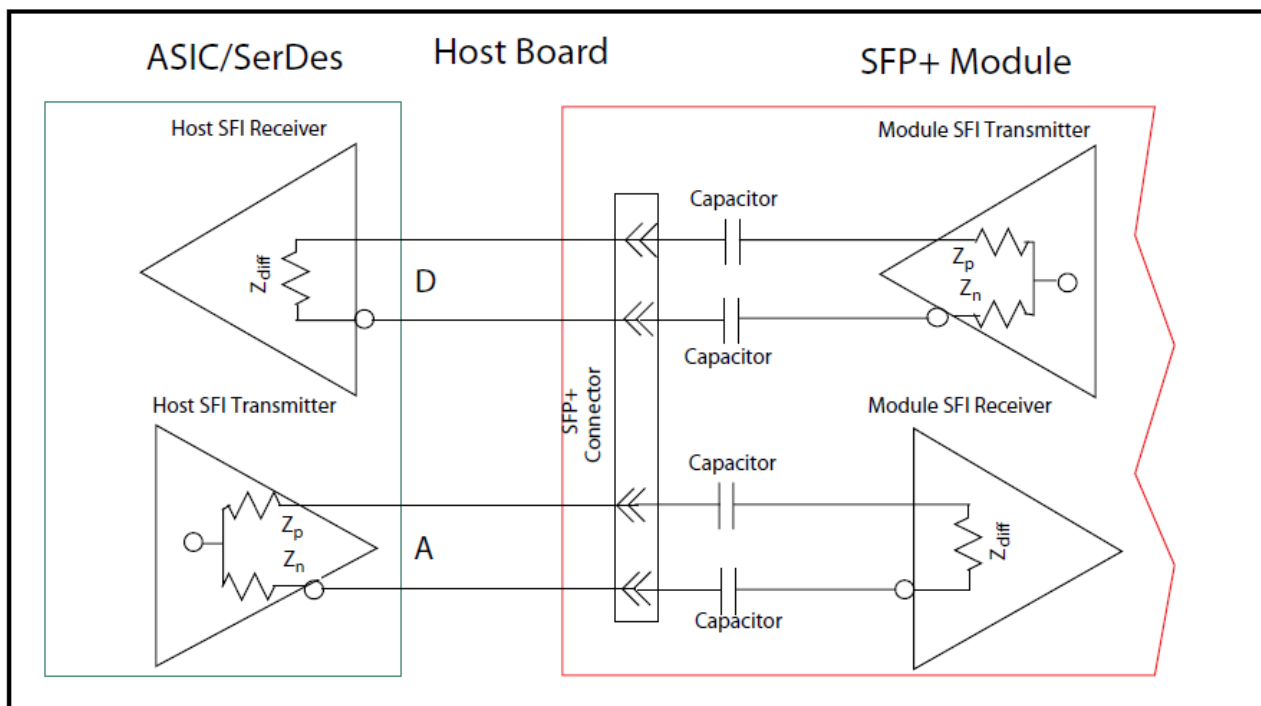 ASIC/SerDes
Host Board
SFP+ Module
Host SFI Receiver
Module SFI Transmitter
Capacitor
Zdiff
D
Zp
Zn
Capacitor
Host SFI Transmitter
SFP+
Connector
Module SFI Receiver
Capacitor
Zp
Zn
A
Zdiff
Capacitor